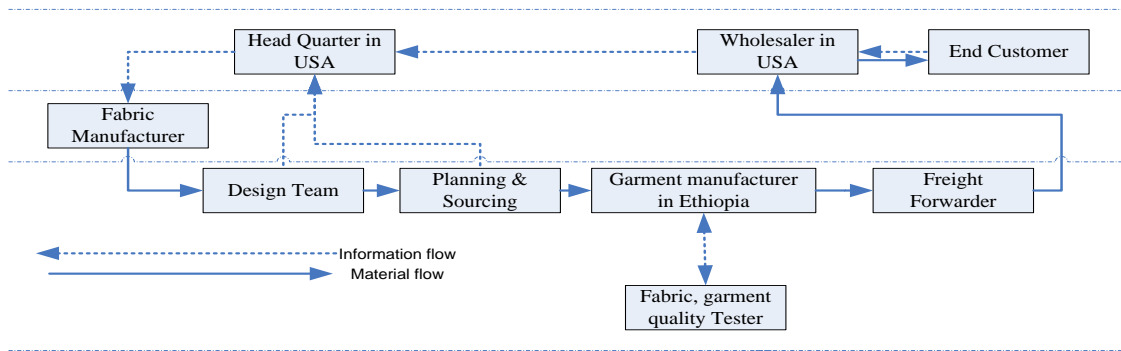 Head Quarter in
USA
Wholesaler in
USA
End Customer
Fabric
Manufacturer
Design Team
Planning &
Sourcing
Garment manufacturer
in Ethiopia
Freight
Forwarder
Information flow
Material flow
Fabric, garment
quality Tester